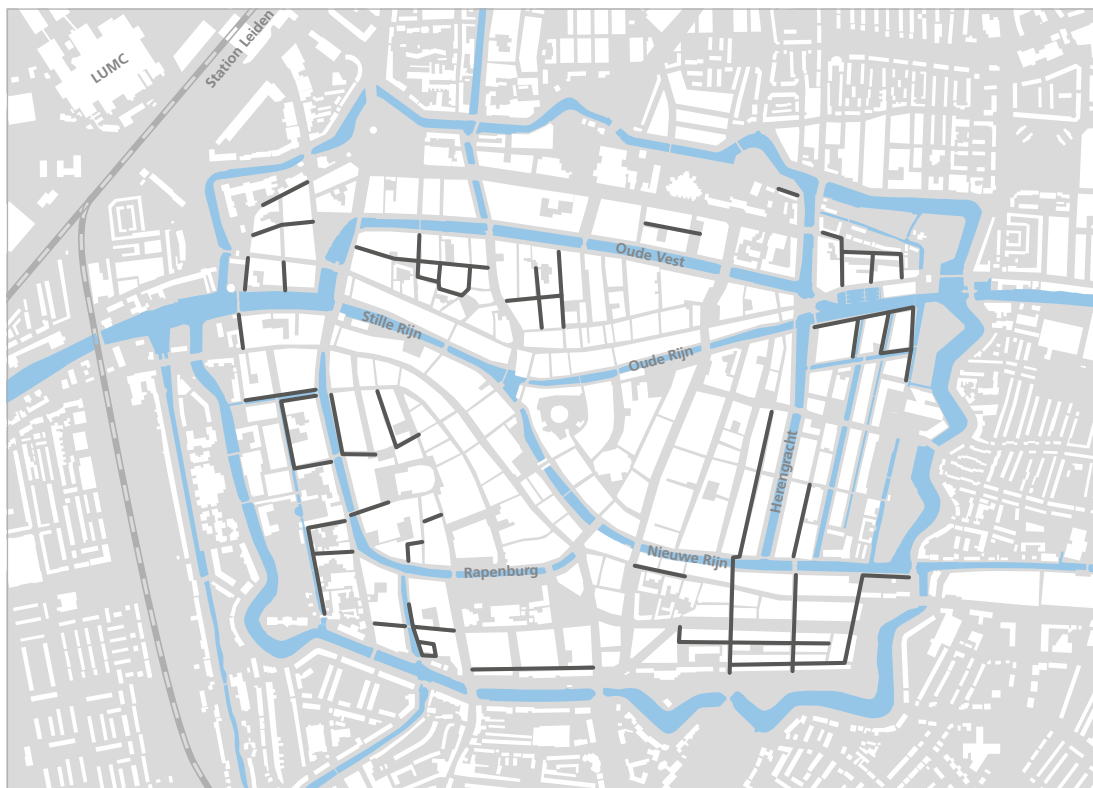 LUMC
Station Leiden
Oude Vest
Stille Rijn
Oude Rijn
Herengracht
Nieuwe Rijn
Rapenburg